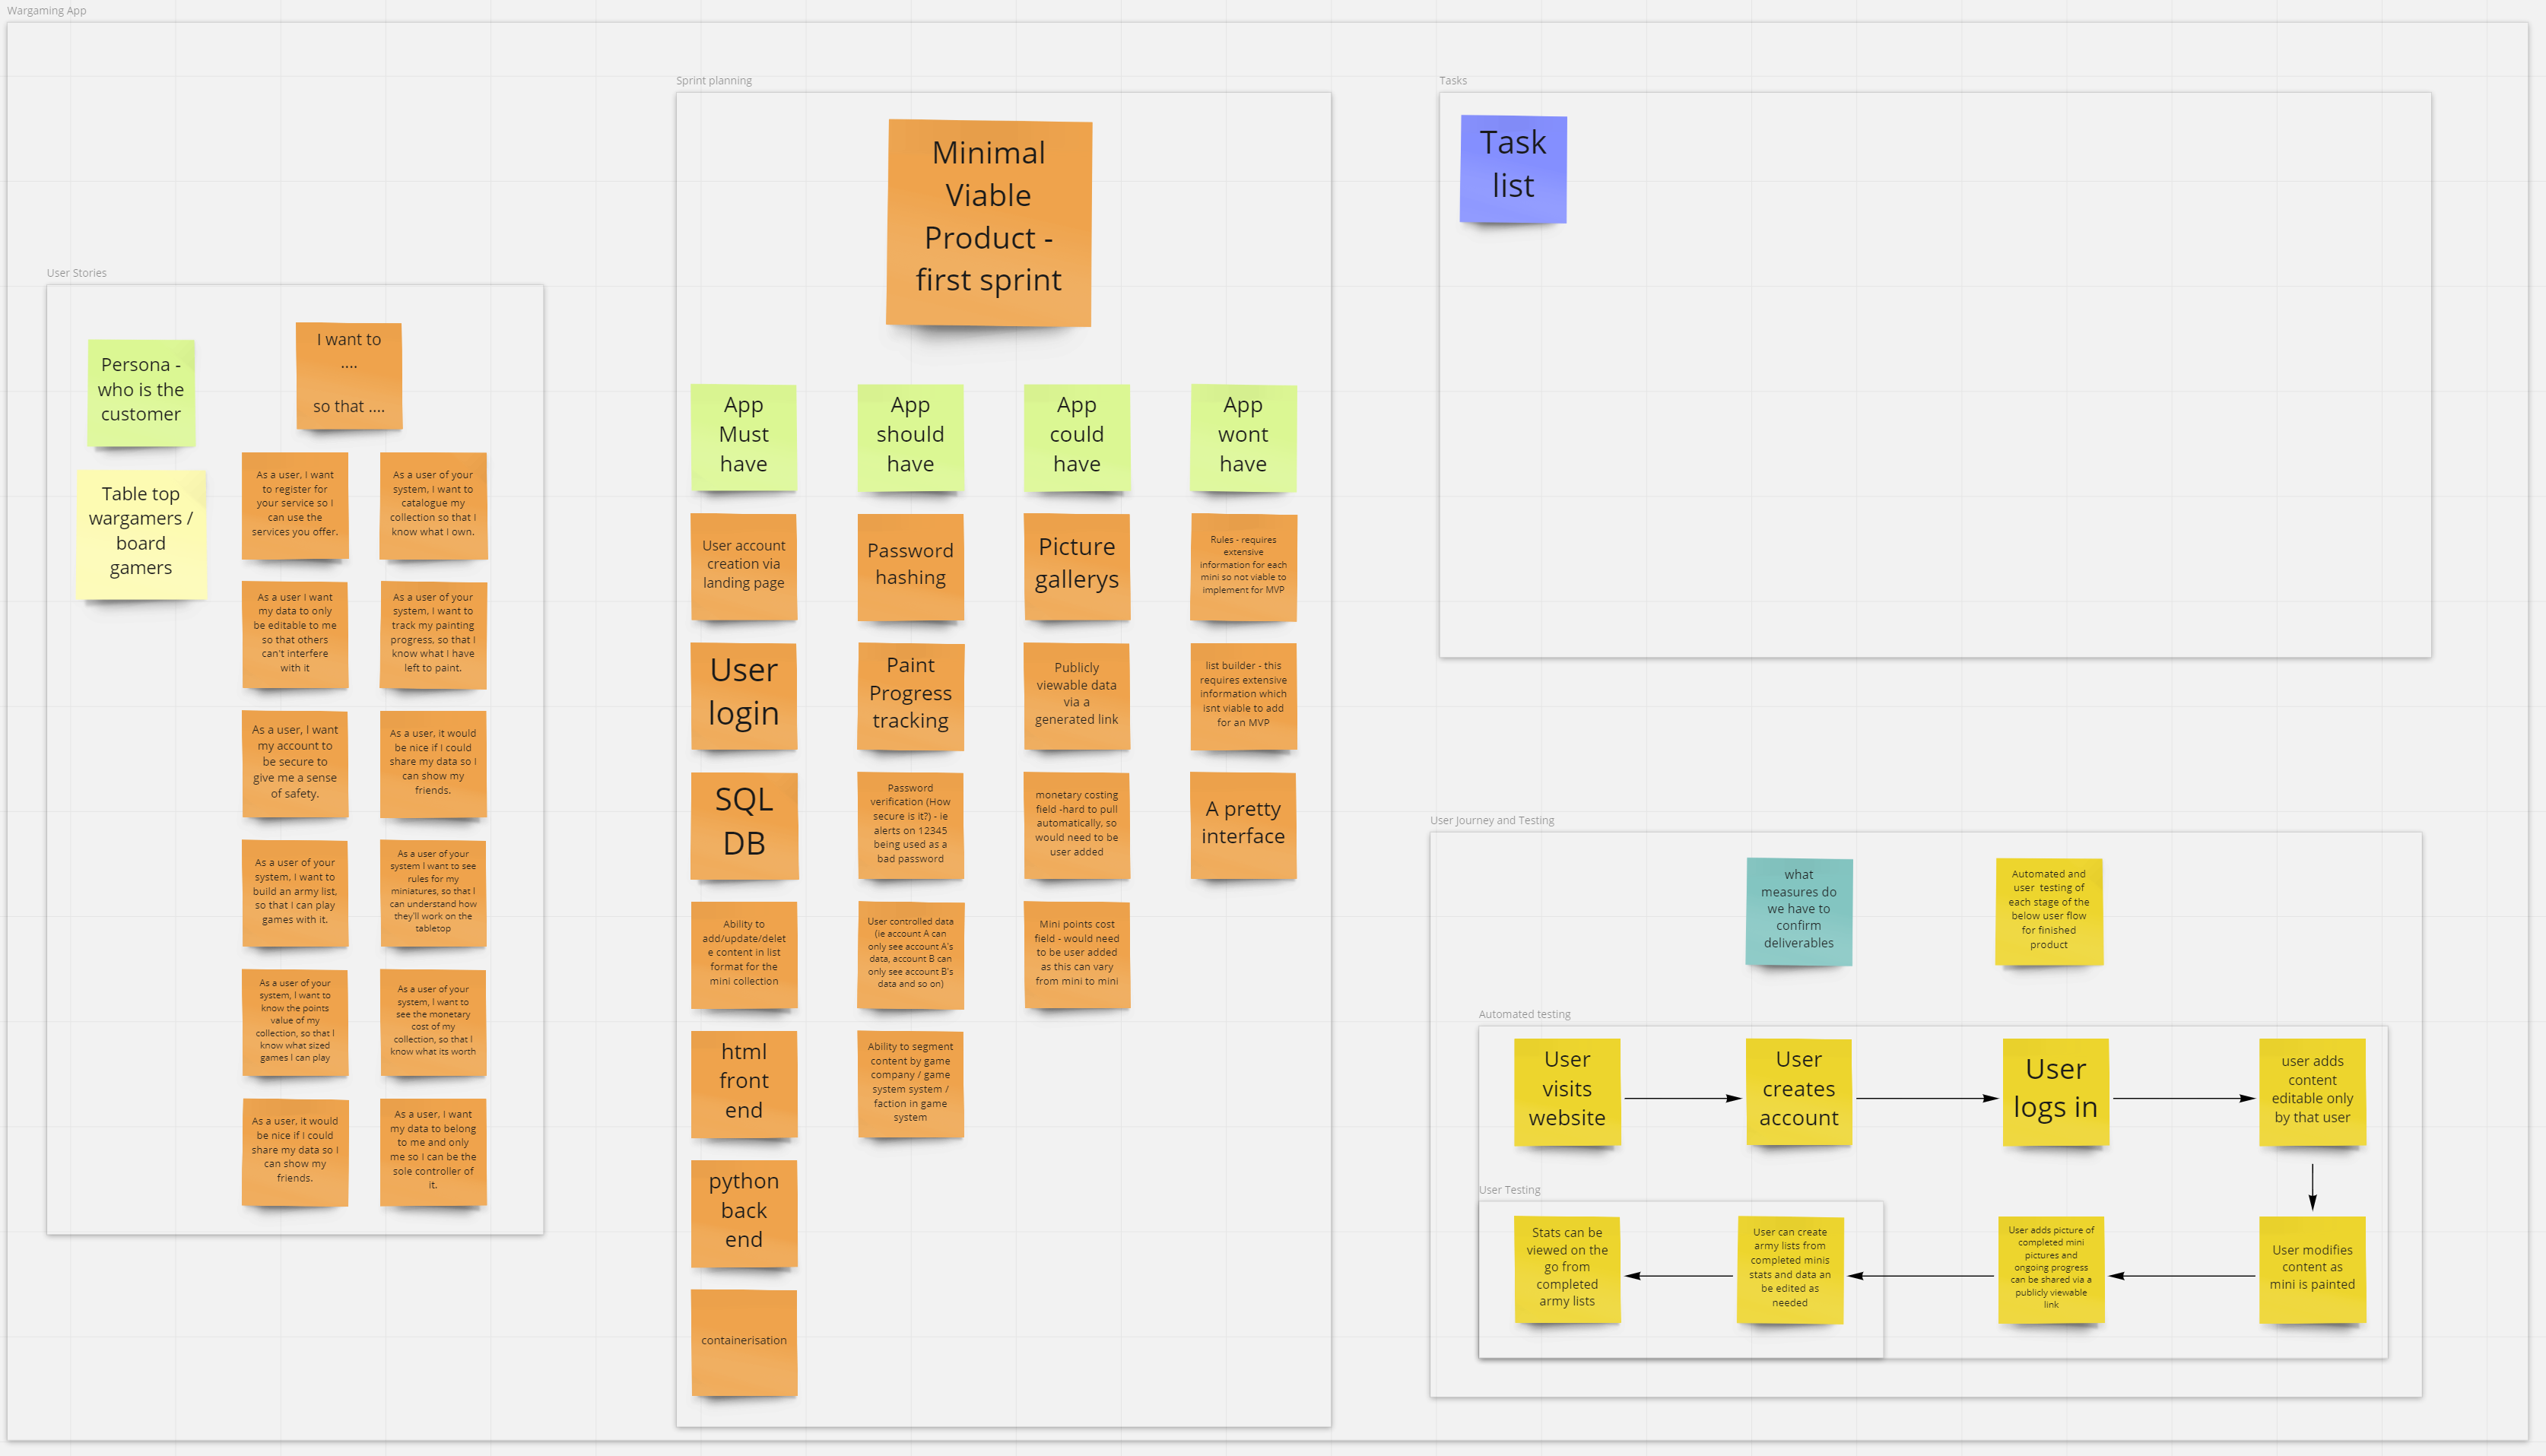 Wargaming App
User Stories
Persona -
who is the
customer
Table top
wargamers /
board
gamers
I want to
....
so that ....
As a user, I want
to register for
your service so I
can use the
services you offer.
As a user of your
system, I want to
catalogue my
collection so that I
know what I own.
As a user I want
my data to only
be editable to me
so that others
can't interfere
with it
As a user of your
system, I want to
track my painting
progress, so that I
know what I have
left to paint.
As a user, I want
my account to
be secure to
give me a sense
of safety.
As a user, it would
be nice if I could
share my data so I
can show my
friends.
As a user of your
system, I want to
build an army list,
so that I can play
games with it.
As a user of your
system I want to see
rules for my
miniatures, so that I
can understand how
they'll work on the
tabletop
As a user of your
system, I want to
know the points
value of my
collection, so that I
know what sized
games I can play
As a user of your
system, I want to
see the monetary
cost of my
collection, so that I
know what its worth
As a user, it would
be nice if I could
share my data so I
can show my
friends.
As a user, I want
my data to belong
to me and only
me so I can be the
sole controller of
it.
Sprint planning
Minimal
Viable
Product -
first sprint
App
Must
have
App
should
have
App
could
have
App
wont
have
User account
creation via
landing page
Password
hashing
Picture
gallerys
Rules - requires
extensive
information for each
mini so not viable to
implement for MVP
User
login
Paint
Progress
tracking
Publicly
viewable data
via a
generated link
list builder - this
requires extensive
information which
isnt viable to add
for an MVP
SQL
DB
Password
verification (How
secure is it?) - ie
alerts on 12345
being used as a
bad password
monetary costing
field -hard to pull
automatically, so
would need to be
user added
A pretty
interface
Ability to
add/update/delet
e content in list
format for the
mini collection
User controlled data
(ie account A can
only see account A's
data, account B can
only see account B's
data and so on)
Mini points cost
field - would need
to be user added
as this can vary
from mini to mini
html
front
end
Ability to segment
content by game
company / game
system system /
faction in game
system
python
back
end
containerisation
Tasks
Task
list
User Journey and Testing
what
measures do
we have to
confirm
deliverables
Automated and
user testing of
each stage of the
below user flow
for finished
product
Automated testing
User
visits
website
User
creates
account
User
logs in
user adds
content
editable only
by that user
User Testing
Stats can be
viewed on the
go from
completed
army lists
User can create
army lists from
completed minis
stats and data an
be edited as
needed
User adds picture of
completed mini
pictures and
ongoing progress
can be shared via a
publicly viewable
link
User modifies
content as
mini is painted